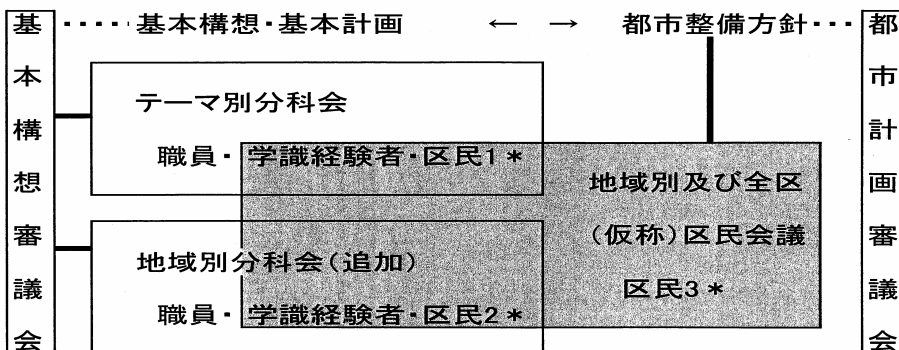 基本構想審議会
‥‥基本構想・基本計画 ← → 都市整備方針‥‥
都市計画審議会
テーマ別分科会
職員・学識経験者・区民1*
地域別分科会(追加)
職員・学識経験者・区民2*
地域別及び全区
(仮称)区民会議
区民3*